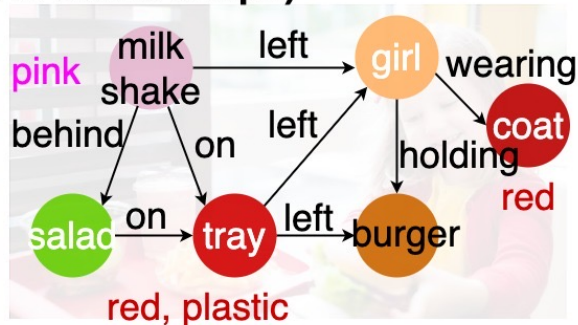 milk
shake
pink
left
girl
wearing
behind
on
left
coat
holding
red
salad
on
tray
left
burger
red, plastic